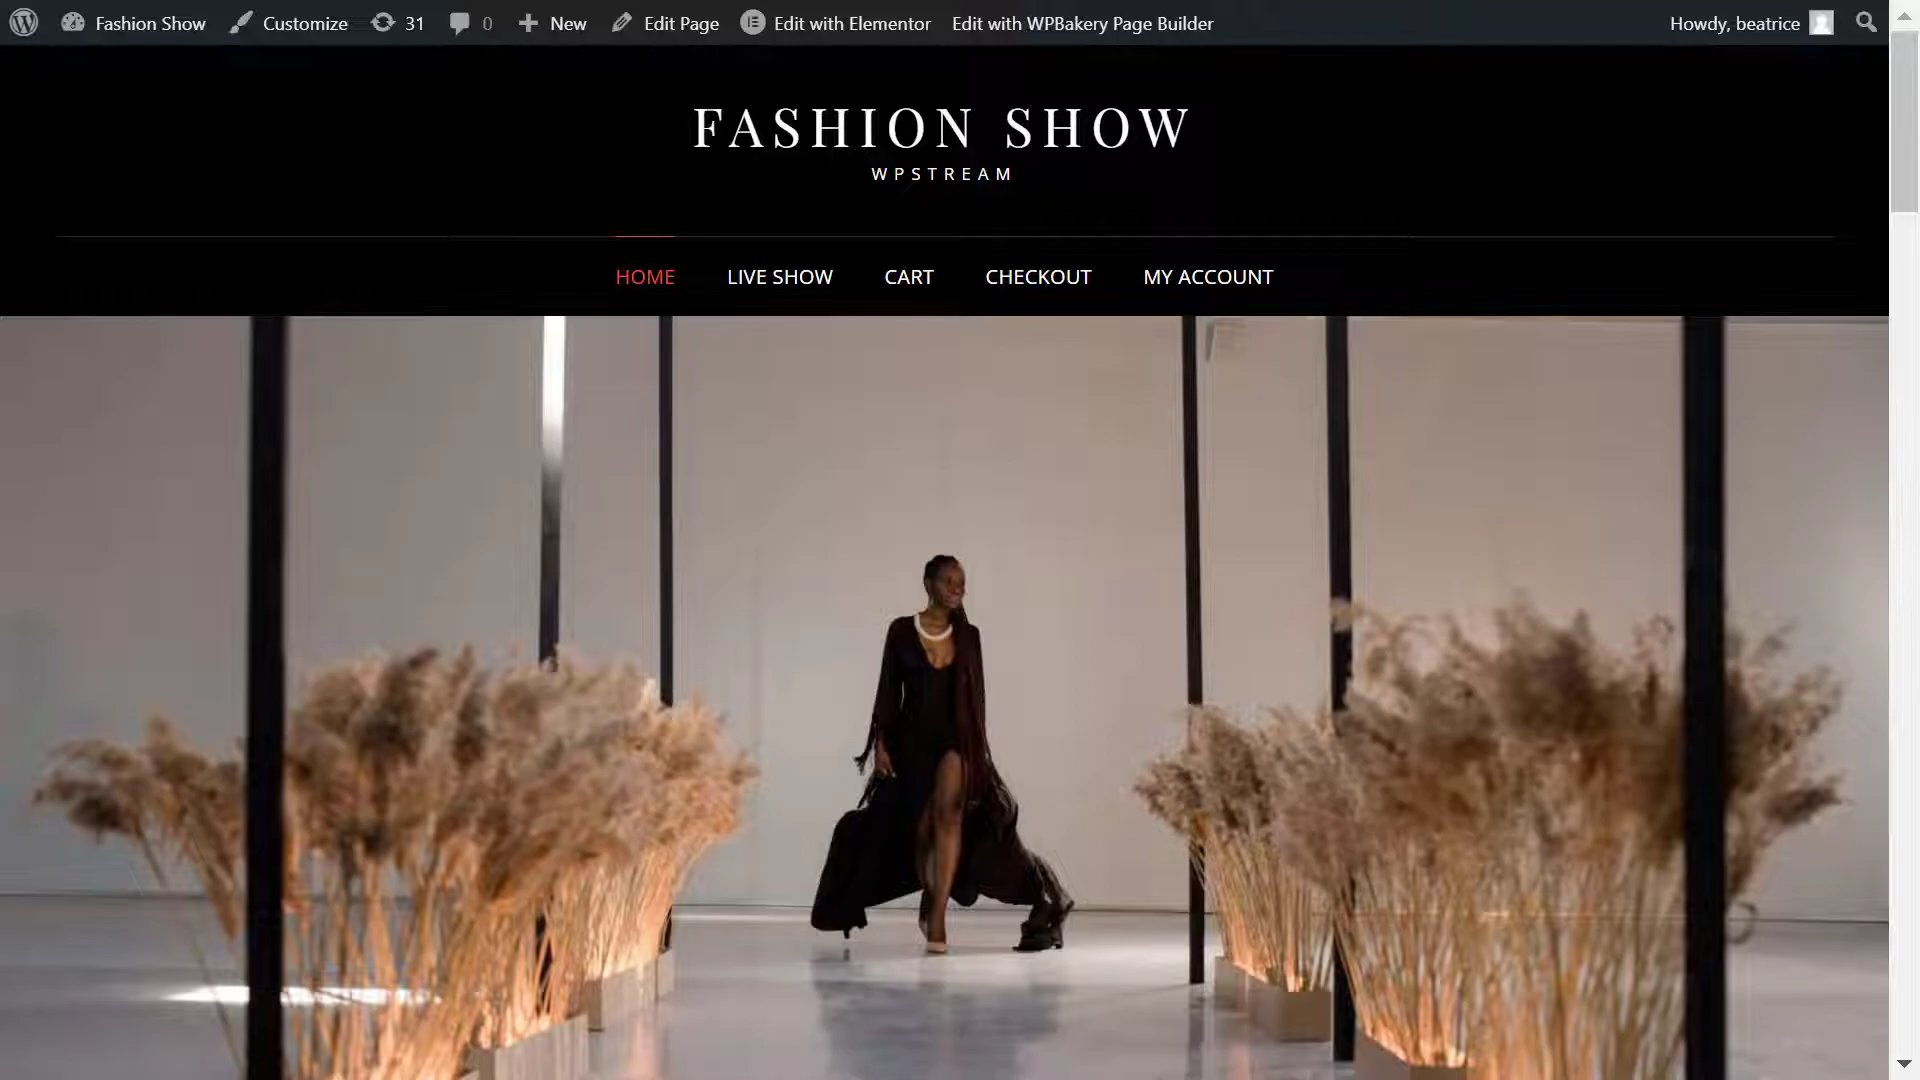 Fashion Show Customize 31 0 New Edit Page Edit with Elementor Edit with WPBakery Page Builder Howdy, beatrice
FASHION SHOW
WPSTREAM
HOME LIVE SHOW CART CHECKOUT MY ACCOUNT